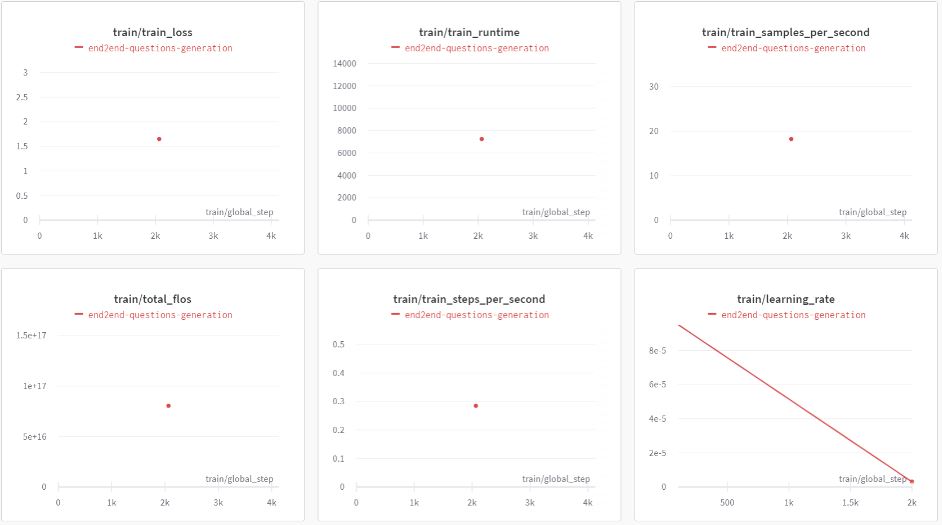 train/train_loss
end2end-questions-generation
3
2.5
2
1.5
1
0.5
0
train/global_step
0 1k 2k 3k 4k
train/train_runtime
end2end-questions-generation
14000
12000
10000
8000
6000
4000
2000
0
train/global_step
0 1k 2k 3k 4k
train/train_samples_per_second
end2end-questions-generation
30
20
10
0
train/global_step
0 1k 2k 3k 4k
train/total_flos
end2end-questions-generation
1.5e+17
1e+17
5e+16
0
train/global_step
0 1k 2k 3k 4k
train/train_steps_per_second
end2end-questions-generation
0.5
0.4
0.3
0.2
0.1
0
train/global_step
0 1k 2k 3k 4k
train/learning_rate
end2end-questions-generation
8e-5
6e-5
4e-5
2e-5
0
train/global_step
500 1k 1.5k 2k